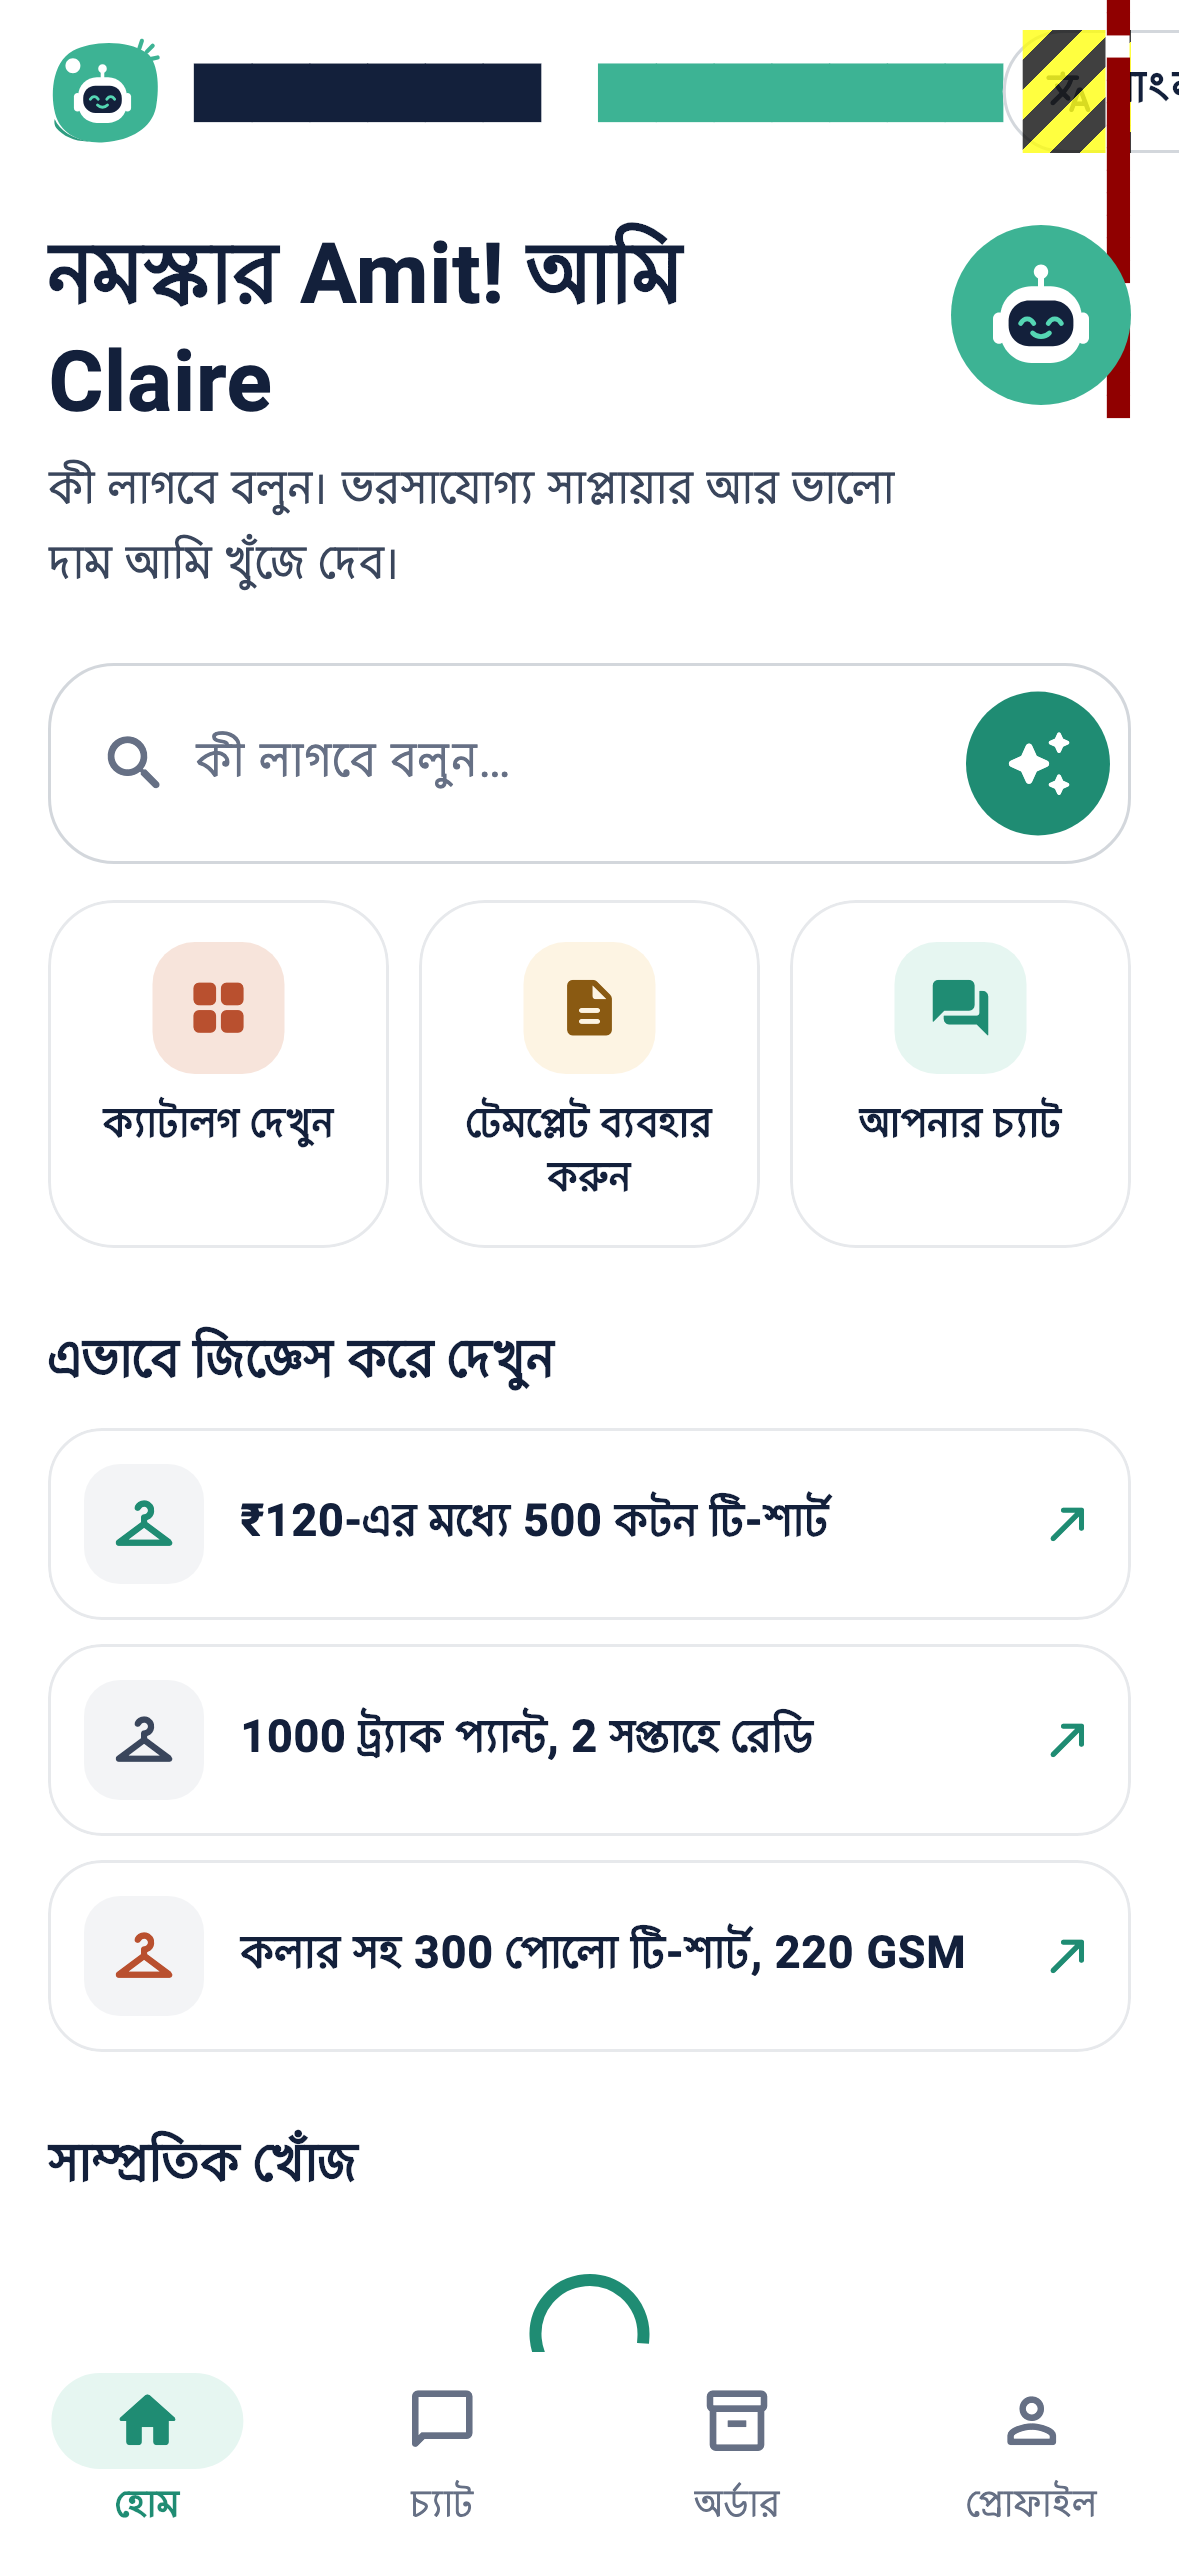 নমস্কার Amit! আমি
Claire
কী লাগবে বলুন। ভরসাযোগ্য সাপ্লায়ার আর ভালো
দাম আমি খুঁজে দেব।
কী লাগবে বলুন…
ক্যাটালগ দেখুন
টেমপ্লেট ব্যবহার
করুন
আপনার চ্যাট
এভাবে জিজ্ঞেস করে দেখুন
₹120-এর মধ্যে 500 কটন টি-শার্ট
1000 ট্র্যাক প্যান্ট, 2 সপ্তাহে রেডি
কলার সহ 300 পোলো টি-শার্ট, 220 GSM
সাম্প্রতিক খোঁজ
হোম
চ্যাট
অর্ডার
প্রোফাইল